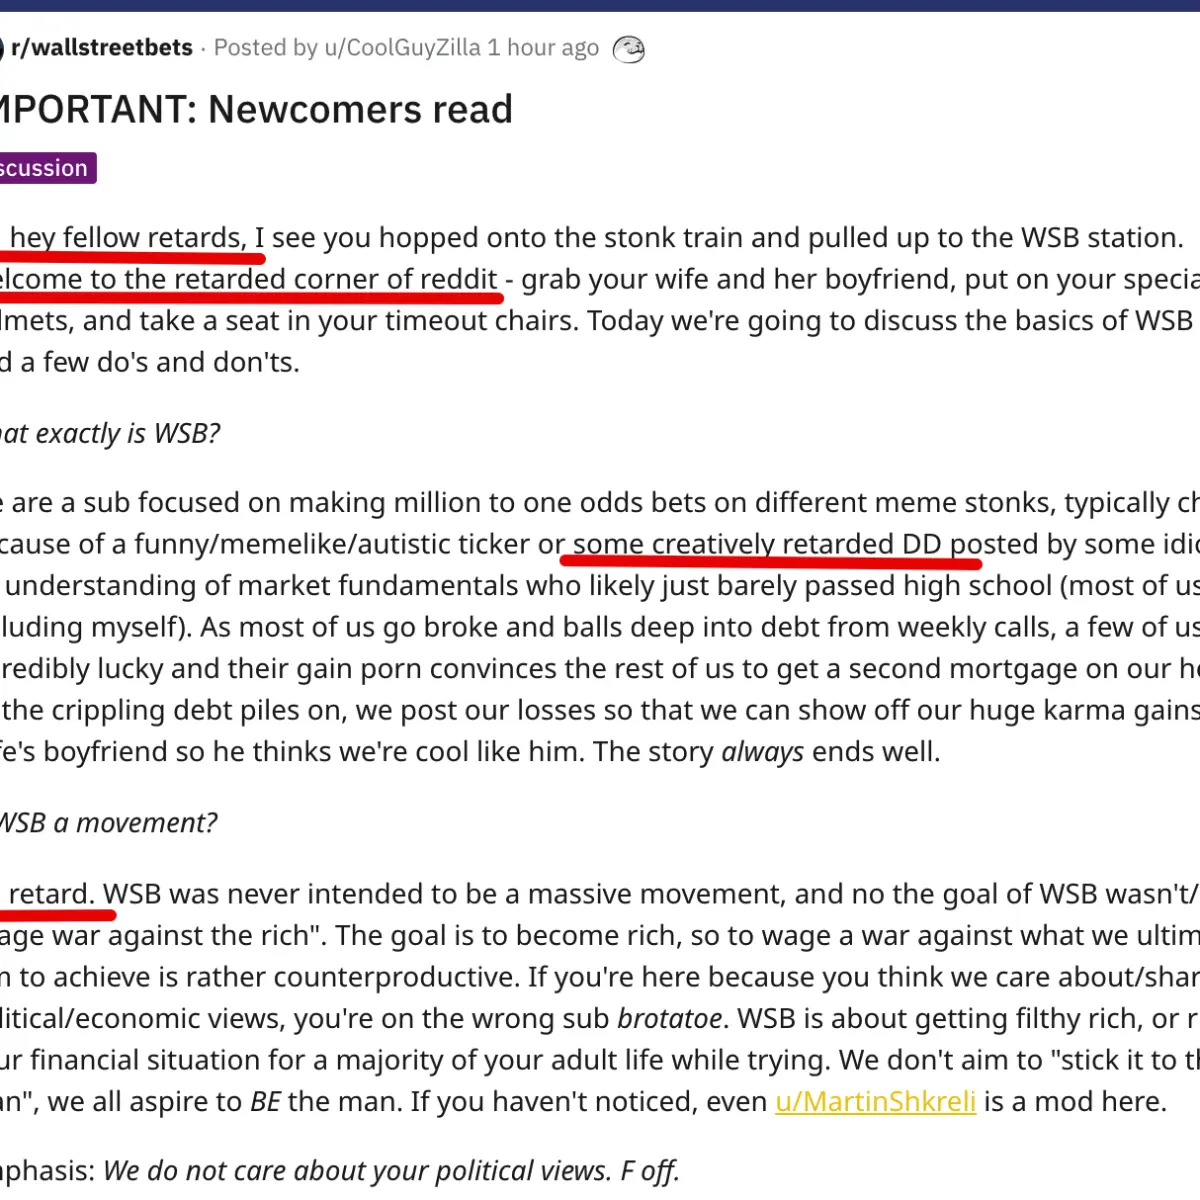 r/wallstreetbets · Posted by u/CoolGuyZilla 1 hour ago
MPORTANT: Newcomers read
scussion
hey fellow retards, I see you hopped onto the stonk train and pulled up to the WSB station.
elcome to the retarded corner of reddit - grab your wife and her boyfriend, put on your specia
lmets, and take a seat in your timeout chairs. Today we're going to discuss the basics of WSB
d a few do's and don'ts.
at exactly is WSB?
e are a sub focused on making million to one odds bets on different meme stonks, typically ch
cause of a funny/memelike/autistic ticker or some creatively retarded DD posted by some idio
understanding of market fundamentals who likely just barely passed high school (most of us
luding myself). As most of us go broke and balls deep into debt from weekly calls, a few of us
redibly lucky and their gain porn convinces the rest of us to get a second mortgage on our ho
the crippling debt piles on, we post our losses so that we can show off our huge karma gains
fe's boyfriend so he thinks we're cool like him. The story always ends well.
WSB a movement?
retard. WSB was never intended to be a massive movement, and no the goal of WSB wasn't/
age war against the rich". The goal is to become rich, so to wage a war against what we ultim
m to achieve is rather counterproductive. If you're here because you think we care about/shar
litical/economic views, you're on the wrong sub brotatoe. WSB is about getting filthy rich, or r
ur financial situation for a majority of your adult life while trying. We don't aim to "stick it to th
an", we all aspire to BE the man. If you haven't noticed, even u/MartinShkreli is a mod here.
nphasis: We do not care about your political views. F off.